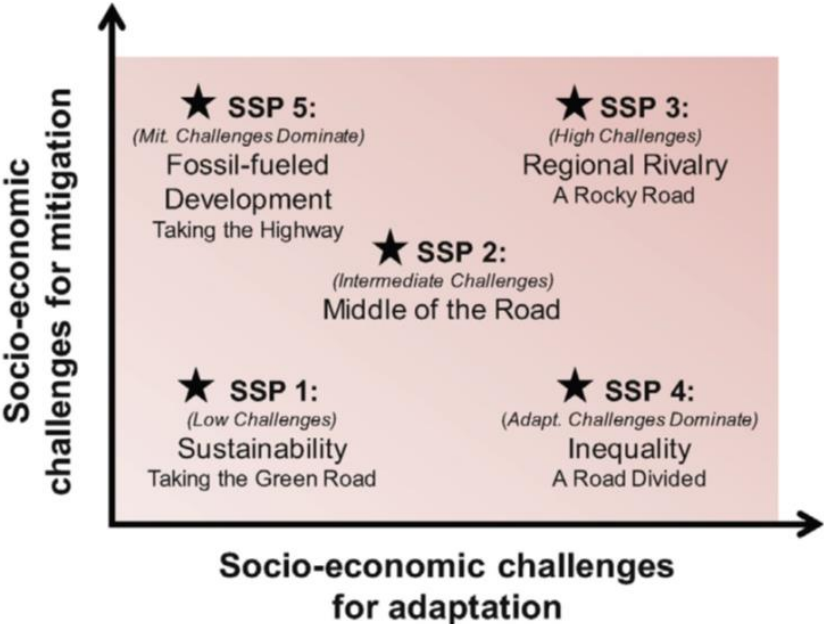 Socio-economic
challenges for mitigation
★ SSP 5:
(Mit. Challenges Dominate)
Fossil-fueled
Development
Taking the Highway
★ SSP 3:
(High Challenges)
Regional Rivalry
A Rocky Road
★ SSP 2:
(Intermediate Challenges)
Middle of the Road
★ SSP 1:
(Low Challenges)
Sustainability
Taking the Green Road
★ SSP 4:
(Adapt. Challenges Dominate)
Inequality
A Road Divided
Socio-economic challenges
for adaptation